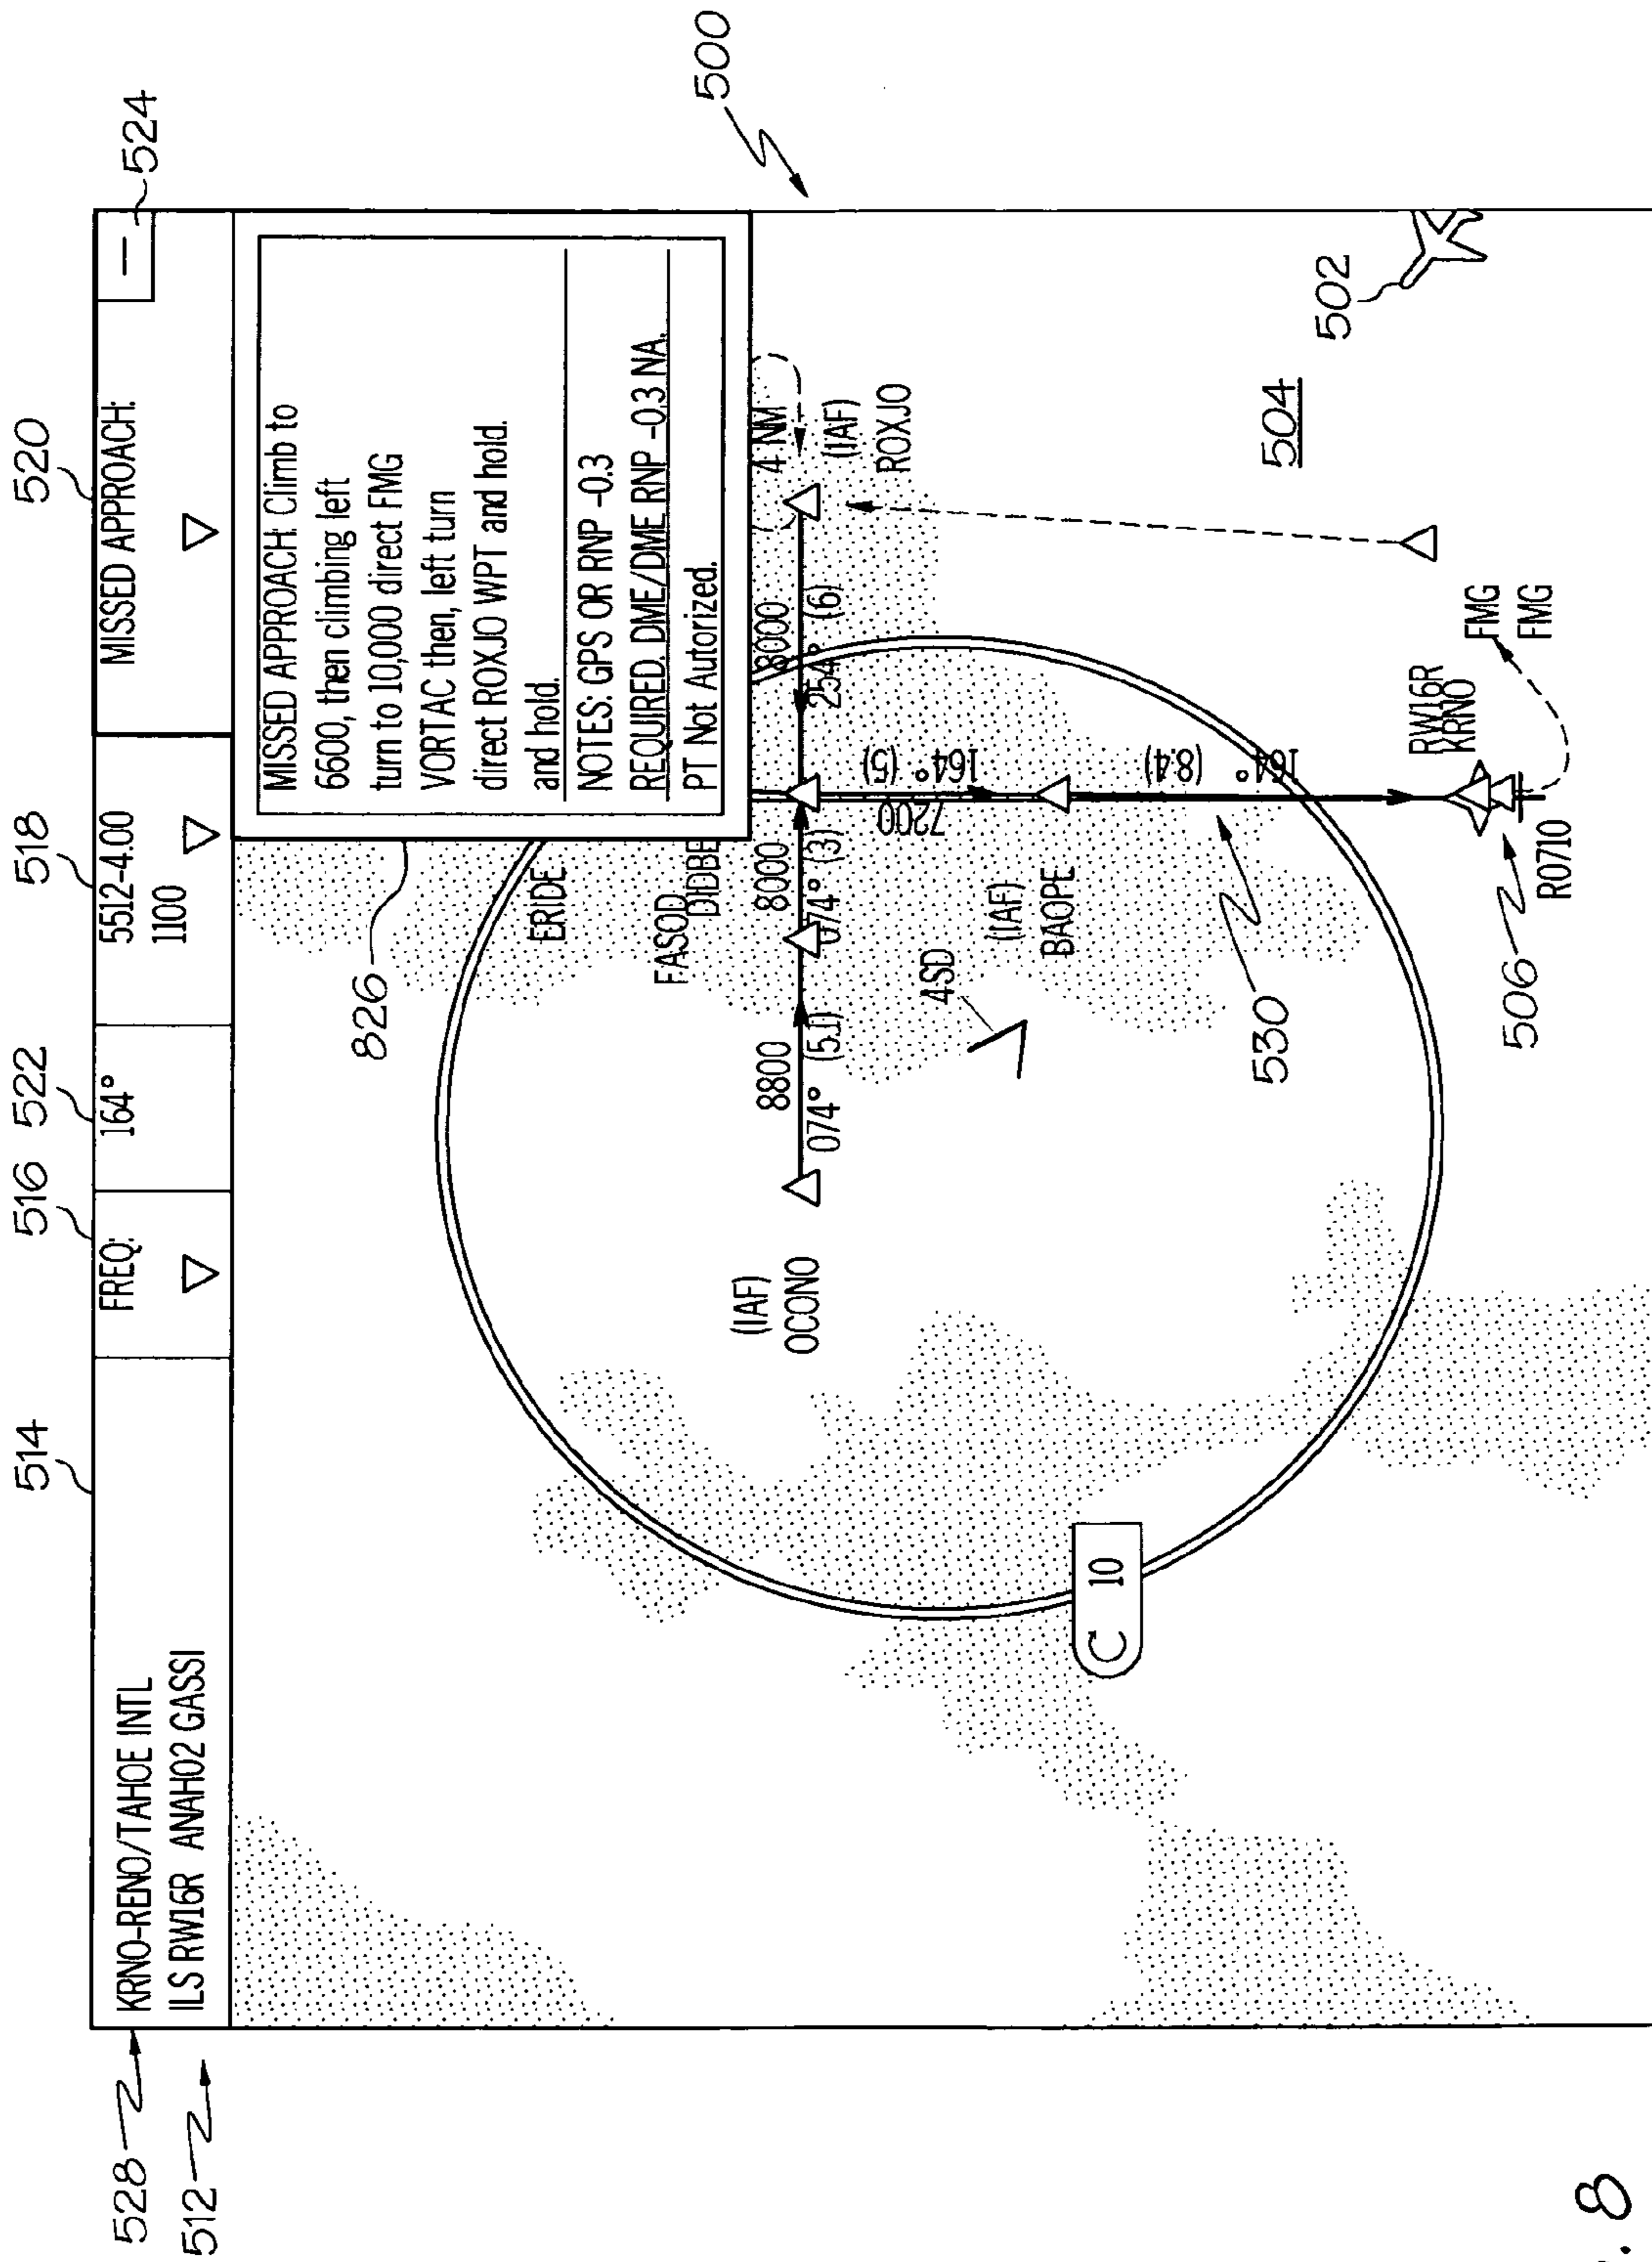 514
516
522
518
520
524
528
512
500
KRNO-RENO/TAHOE INTL
ILS RW16R ANAHO2 GASSI
FREQ:
164°
5512-4.00
1100
MISSED APPROACH:
—
MISSED APPROACH: Climb to
6600, then climbing left
turn to 10,000 direct FMG
VORTAC then, left turn
direct ROXJO WPT and hold.
and hold.
NOTES: GPS OR RNP -0.3
REQUIRED. DME/DME RNP -0.3 NA.
PT Not Autorized.
826
ERIDE
FASOD
DIDBE
(IAF)
OCONO
8800
074° (5.1)
8000
074° (3)
8000
254° (6)
4 NM
(IAF)
ROXJO
7200
164° (5)
4SD
(IAF)
BAOPE
164° (8.4)
530
10
504
502
RW16R
KRNO
FMG
FMG
506
R0710
. 8